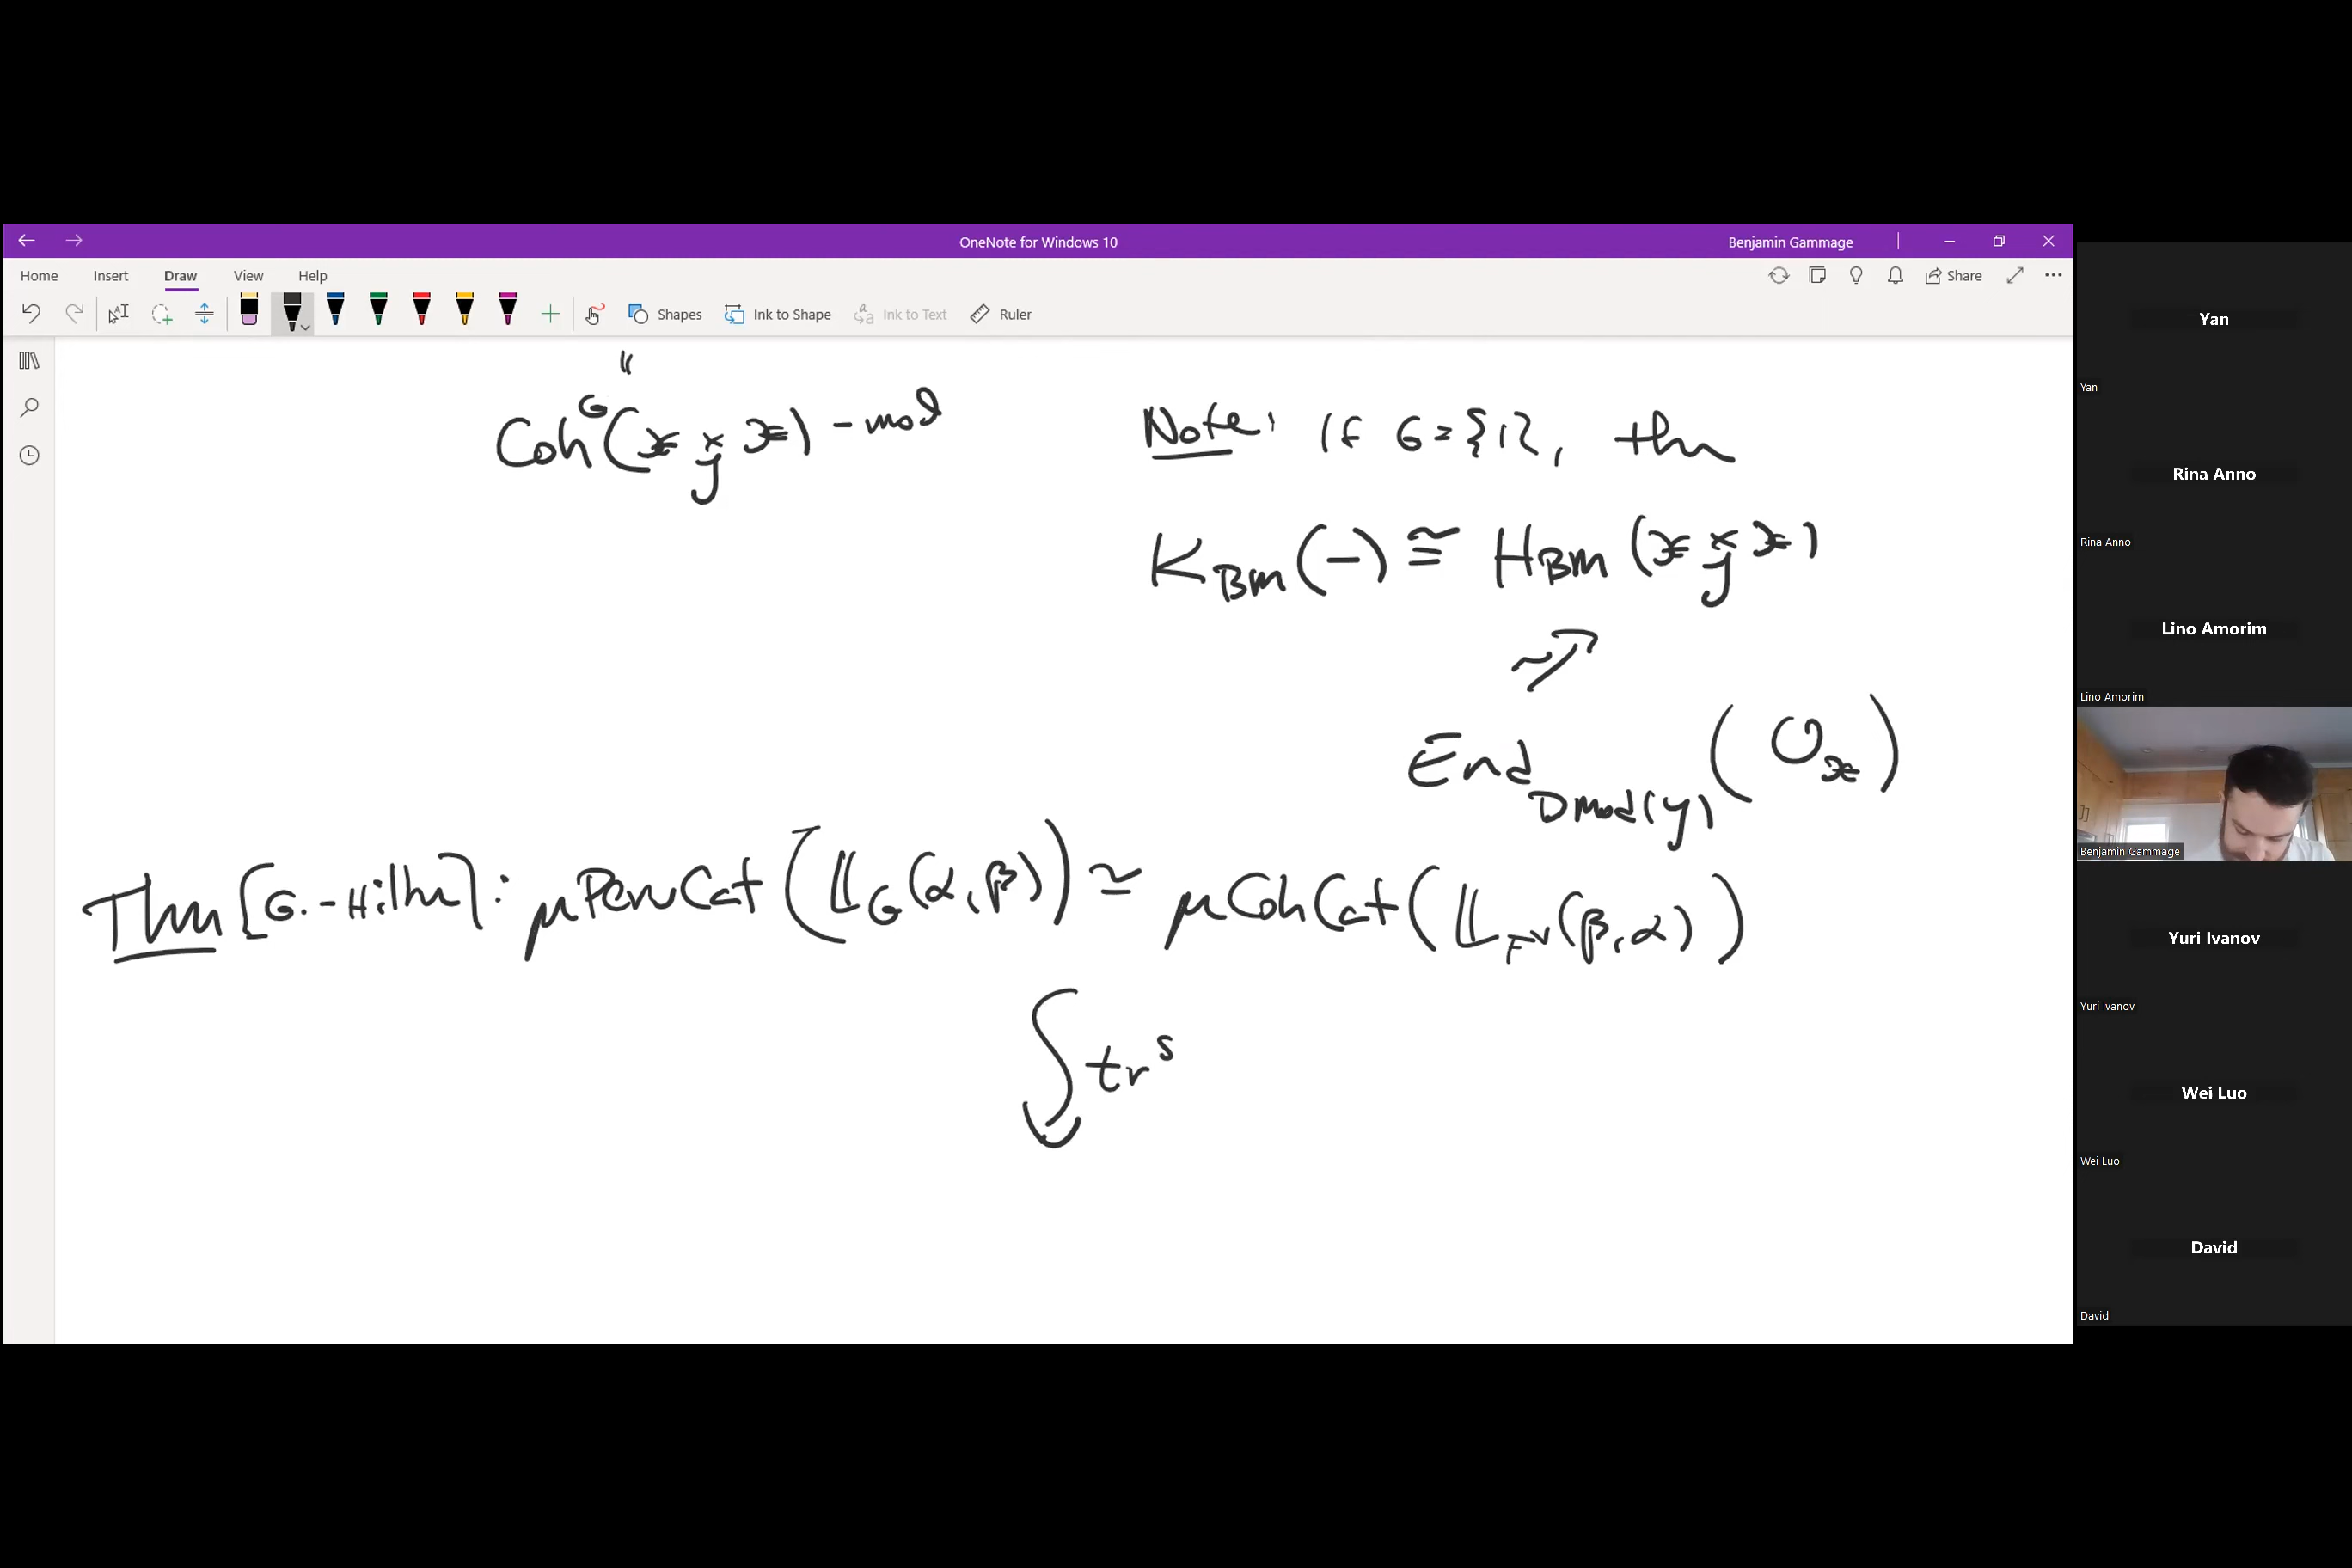 OneNote for Windows 10
Benjamin Gammage
Home Insert Draw View Help
Share
Shapes Ink to Shape Ink to Text Ruler
Coh^G(𝒳 ×_y 𝒳) - mod
Note: If G = {1}, thn
K_BM(-) ≅ H_BM(𝒳 ×_y 𝒳)
End_Dmod(y)(O_𝒳)
Thm [G.-Hilbn]: μPervCat(𝕃_G(α,β)) ≃ μCohCat(𝕃_F^∨(β,α))
∫ tr^s
Yan
Yan
Rina Anno
Rina Anno
Lino Amorim
Lino Amorim
Benjamin Gammage
Yuri Ivanov
Yuri Ivanov
Wei Luo
Wei Luo
David
David